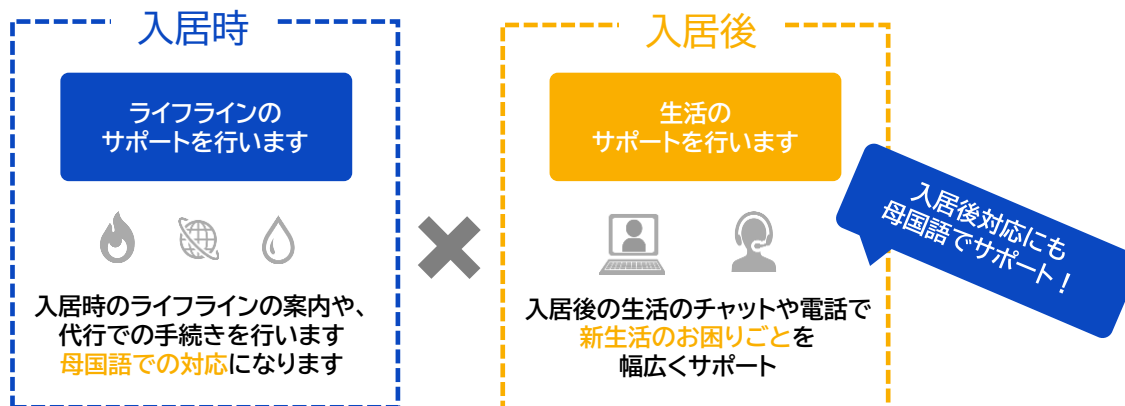 入居時
ライフラインの
サポートを行います
入居時のライフラインの案内や、
代行での手続きを行います
母国語での対応になります
入居後
生活の
サポートを行います
入居後の生活のチャットや電話で
新生活のお困りごとを
幅広くサポート
入居後対応にも
母国語でサポート！